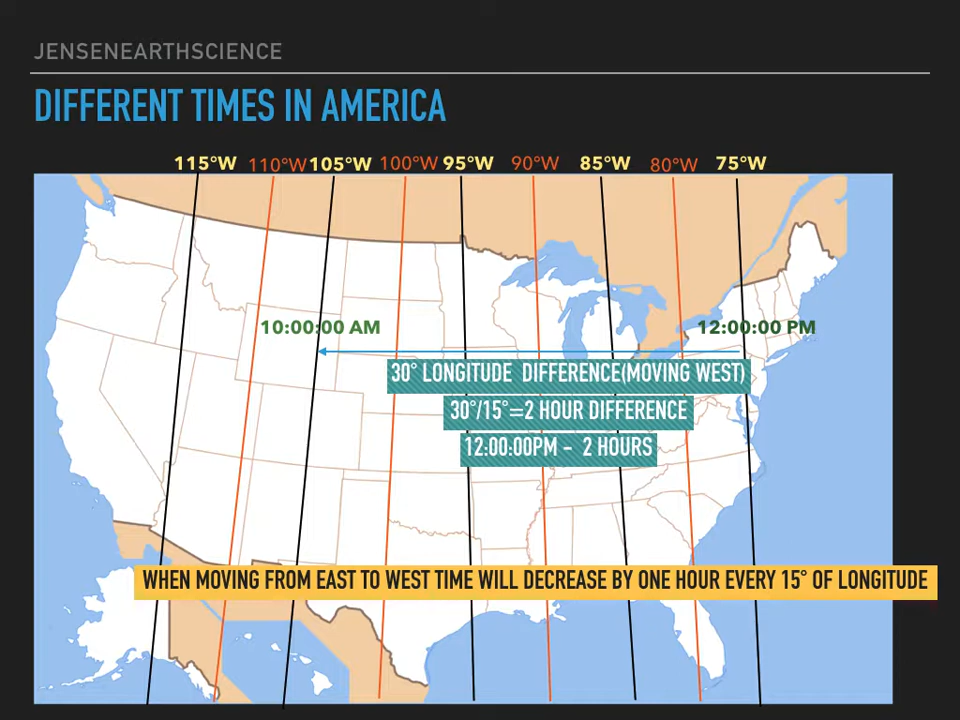 JENSENEARTHSCIENCE
DIFFERENT TIMES IN AMERICA
115°W 110°W 105°W 100°W 95°W 90°W 85°W 80°W 75°W
10:00:00 AM 12:00:00 PM
30° LONGITUDE DIFFERENCE(MOVING WEST)
30°/15°=2 HOUR DIFFERENCE
12:00:00PM - 2 HOURS
WHEN MOVING FROM EAST TO WEST TIME WILL DECREASE BY ONE HOUR EVERY 15° OF LONGITUDE